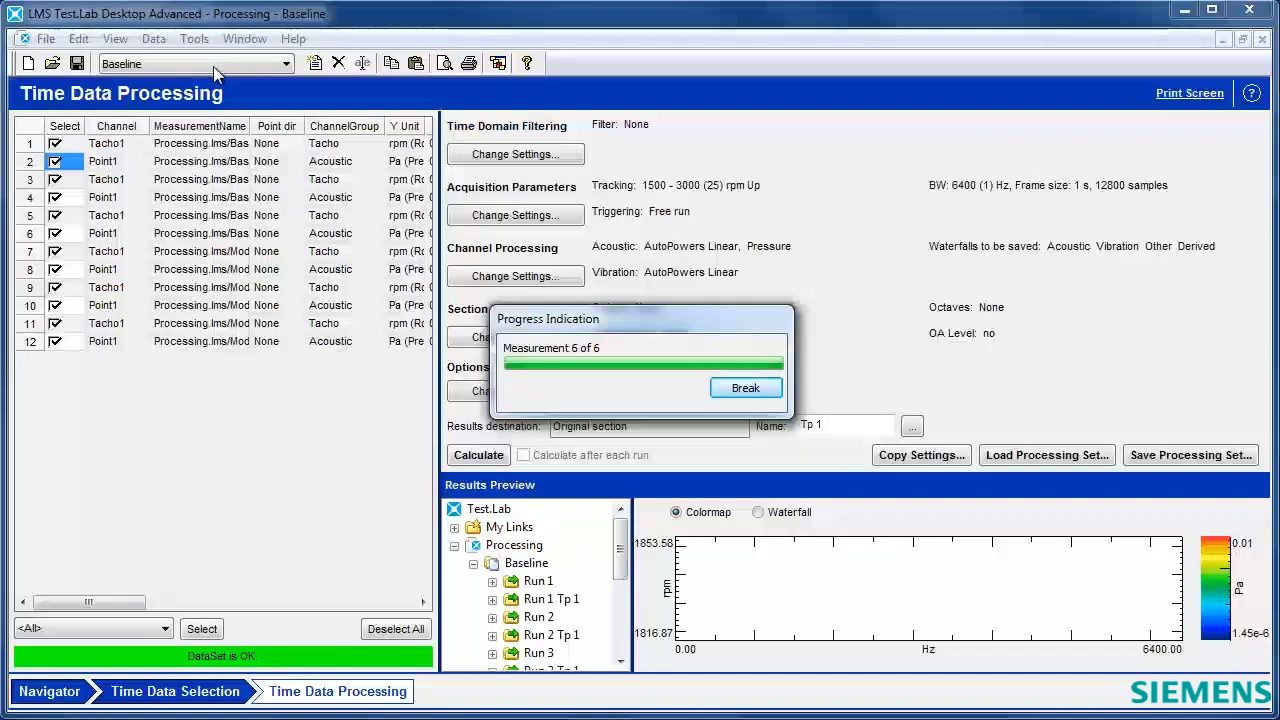 LMS Test.Lab Desktop Advanced - Processing - Baseline
File Edit View Data Tools Window Help
Baseline
Time Data Processing
Print Screen
Select Channel MeasurementName Point dir ChannelGroup Y Unit
1 Tacho1 Processing.lms/Bas None Tacho rpm (Ro
2 Point1 Processing.lms/Bas None Acoustic Pa (Pre
3 Tacho1 Processing.lms/Bas None Tacho rpm (Ro
4 Point1 Processing.lms/Bas None Acoustic Pa (Pre
5 Tacho1 Processing.lms/Bas None Tacho rpm (Ro
6 Point1 Processing.lms/Bas None Acoustic Pa (Pre
7 Tacho1 Processing.lms/Mod None Tacho rpm (Ro
8 Point1 Processing.lms/Mod None Acoustic Pa (Pre
9 Tacho1 Processing.lms/Mod None Tacho rpm (Ro
10 Point1 Processing.lms/Mod None Acoustic Pa (Pre
11 Tacho1 Processing.lms/Mod None Tacho rpm (Ro
12 Point1 Processing.lms/Mod None Acoustic Pa (Pre
<All>
Select
Deselect All
DataSet is OK.
Time Domain Filtering Filter: None
Change Settings...
Acquisition Parameters Tracking: 1500 - 3000 (25) rpm Up BW: 6400 (1) Hz, Frame size: 1 s, 12800 samples
Change Settings... Triggering: Free run
Channel Processing Acoustic: AutoPowers Linear, Pressure Waterfalls to be saved: Acoustic Vibration Other Derived
Change Settings... Vibration: AutoPowers Linear
Section Octaves: None
Cha OA Level: no
Options
Cha
Progress Indication
Measurement 6 of 6
Break
Results destination: Original section Name: Tp 1 ...
Calculate Calculate after each run Copy Settings... Load Processing Set... Save Processing Set...
Results Preview
Test.Lab
My Links
Processing
Baseline
Run 1
Run 1 Tp 1
Run 2
Run 2 Tp 1
Run 3
Colormap Waterfall
1853.58
rpm
1816.87
0.00 Hz 6400.00
0.01
Pa
1.45e-6
Navigator Time Data Selection Time Data Processing
SIEMENS